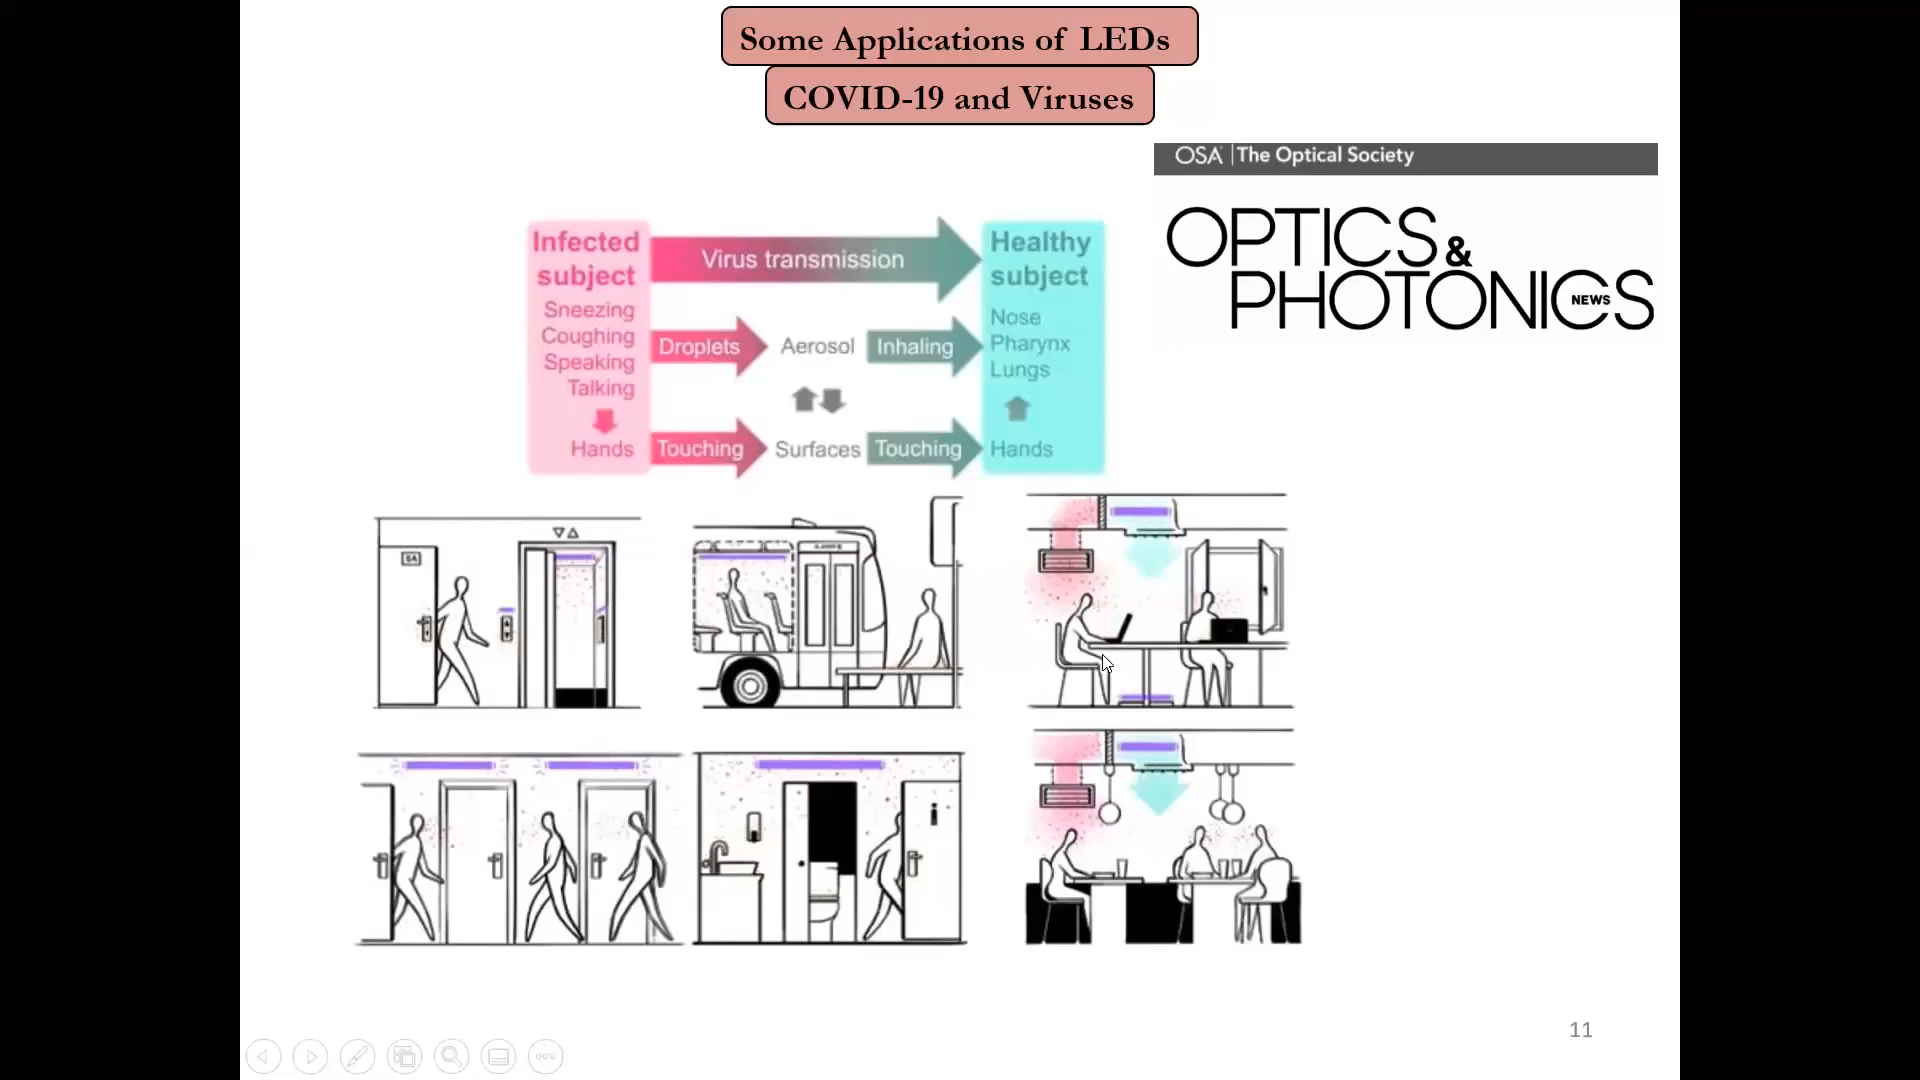 Some Applications of LEDs
COVID-19 and Viruses
OSA | The Optical Society
OPTICS &
PHOTONICS
NEWS
Infected
subject
Virus transmission
Healthy
subject
Sneezing
Coughing
Speaking
Talking
Droplets
Aerosol
Inhaling
Nose
Pharynx
Lungs
Hands
Touching
Surfaces
Touching
Hands
11